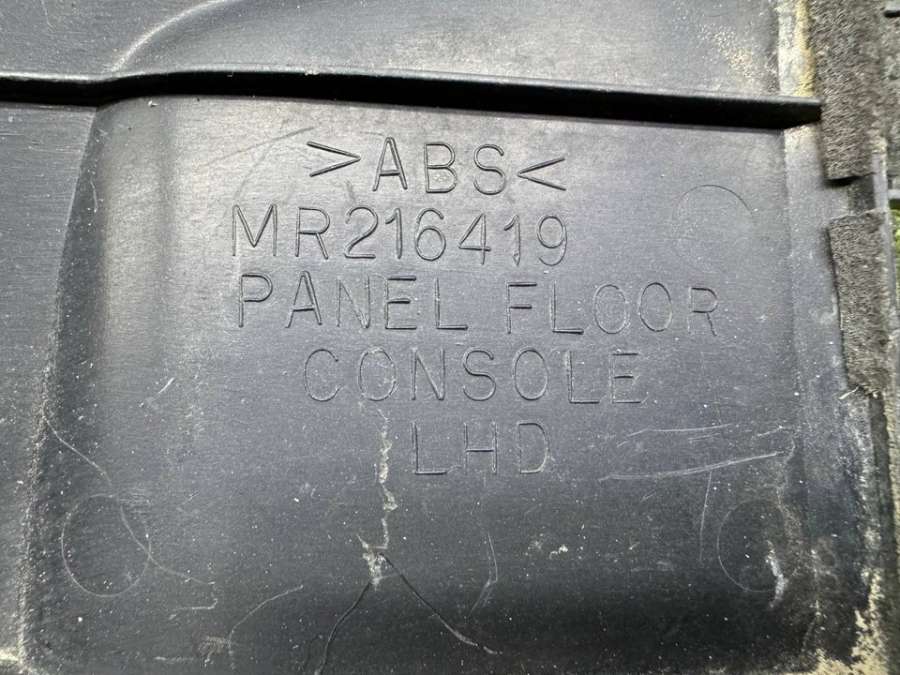 >ABS<
MR216419
PANEL FLOOR
CONSOLE
LHD